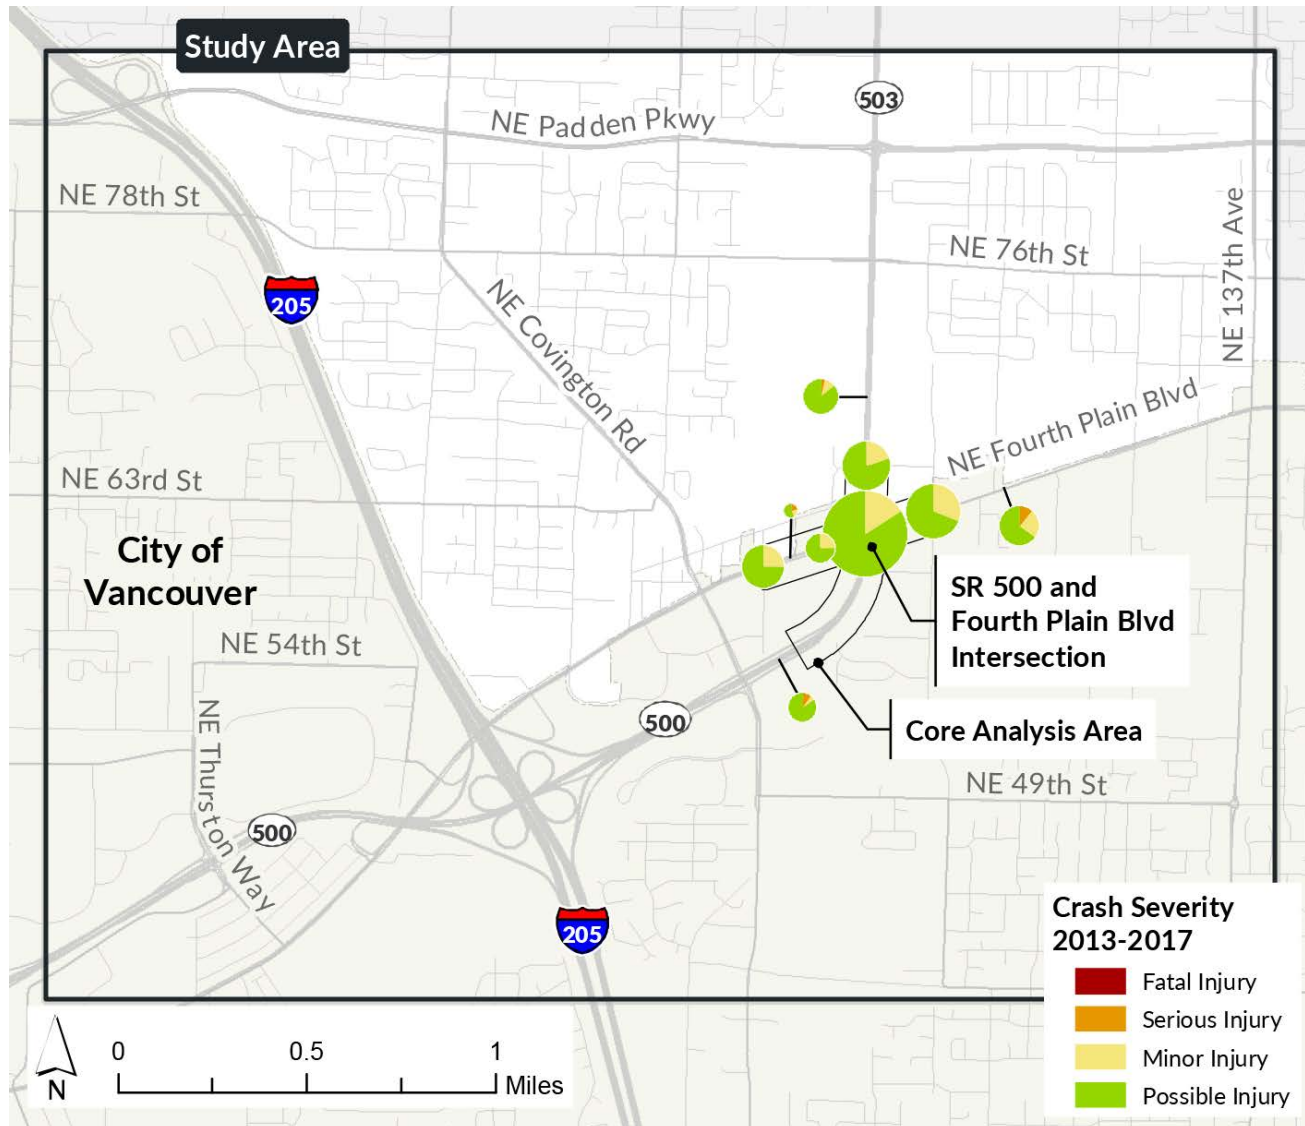 Study Area
503
NE Padden Pkwy
NE 78th St
NE 137th Ave
NE 76th St
205
NE Covington Rd
NE Fourth Plain Blvd
NE 63rd St
City of
Vancouver
SR 500 and
Fourth Plain Blvd
Intersection
NE 54th St
500
Core Analysis Area
NE Thurston Way
NE 49th St
500
205
Crash Severity
2013-2017
Fatal Injury
Serious Injury
Minor Injury
Possible Injury
0 0.5 1
Miles
N